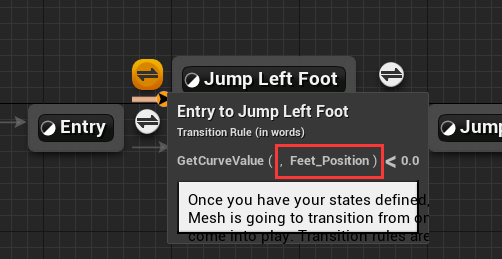 Jump Left Foot
Entry
Jump
Entry to Jump Left Foot
Transition Rule (in words)
GetCurveValue ( , Feet_Position ) < 0.0
Once you have your states defined,
Mesh is going to transition from on
come into play. Transition rules are